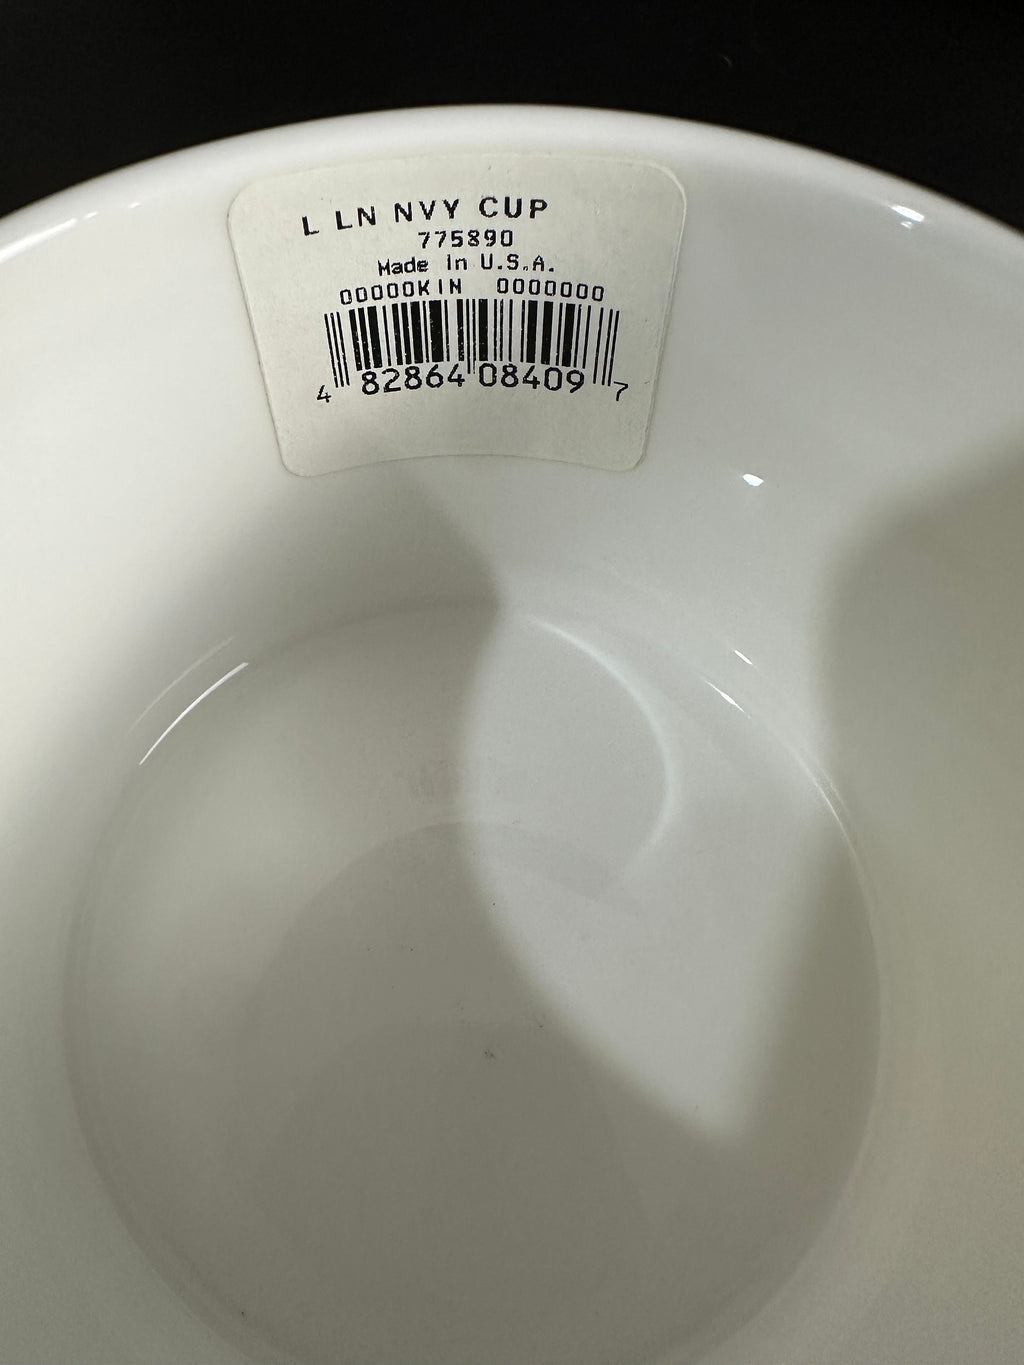 L LN NVY CUP
775890
Made in U.S.A.
00000KIN 0000000
4 82864 08409 7